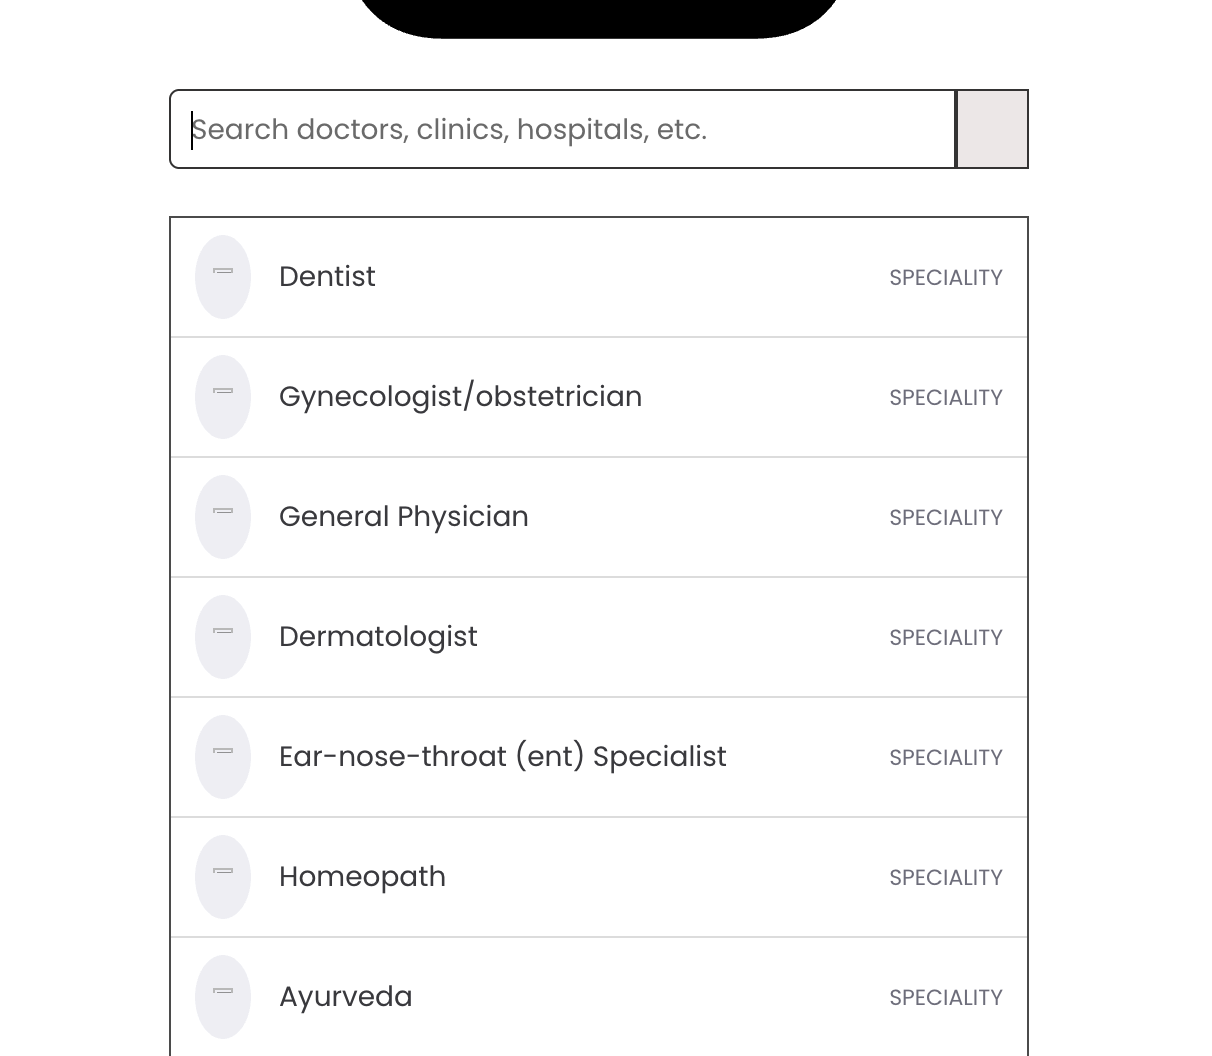 Search doctors, clinics, hospitals, etc.
Dentist SPECIALITY
Gynecologist/obstetrician SPECIALITY
General Physician SPECIALITY
Dermatologist SPECIALITY
Ear-nose-throat (ent) Specialist SPECIALITY
Homeopath SPECIALITY
Ayurveda SPECIALITY